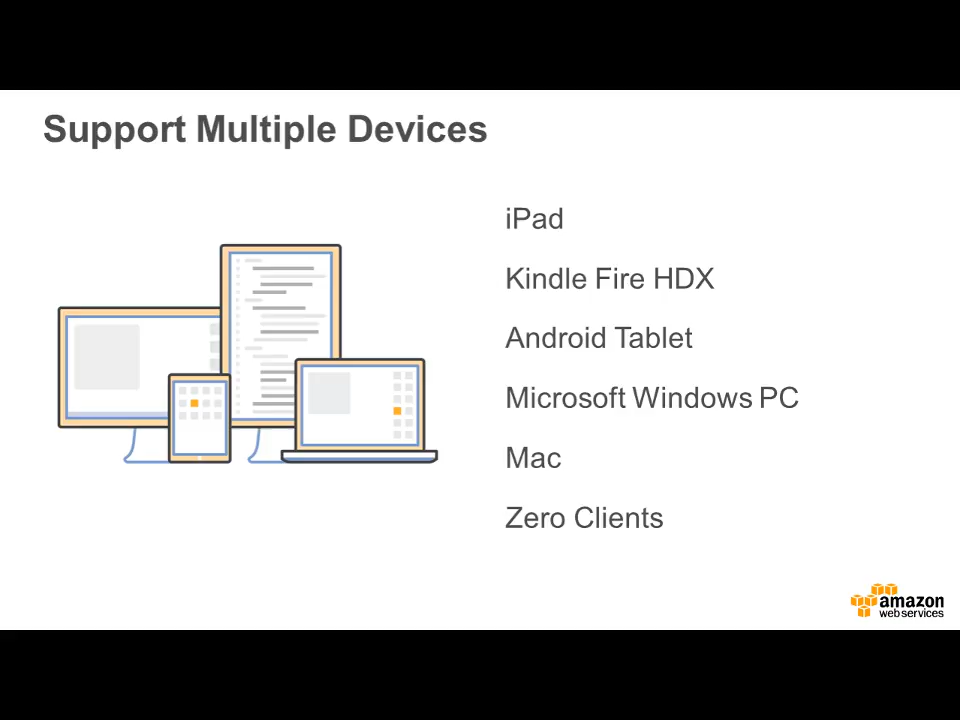 Support Multiple Devices
iPad
Kindle Fire HDX
Android Tablet
Microsoft Windows PC
Mac
Zero Clients
amazon
webservices